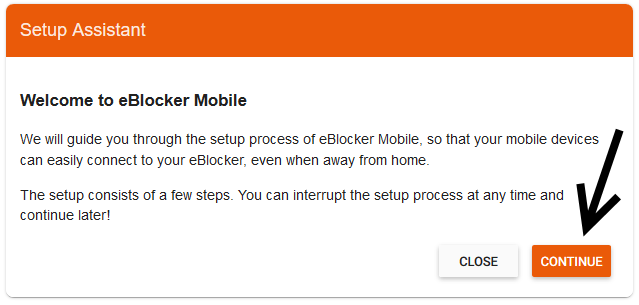 Setup Assistant
Welcome to eBlocker Mobile
We will guide you through the setup process of eBlocker Mobile, so that your mobile devices
can easily connect to your eBlocker, even when away from home.
The setup consists of a few steps. You can interrupt the setup process at any time and
continue later!
CLOSE CONTINUE